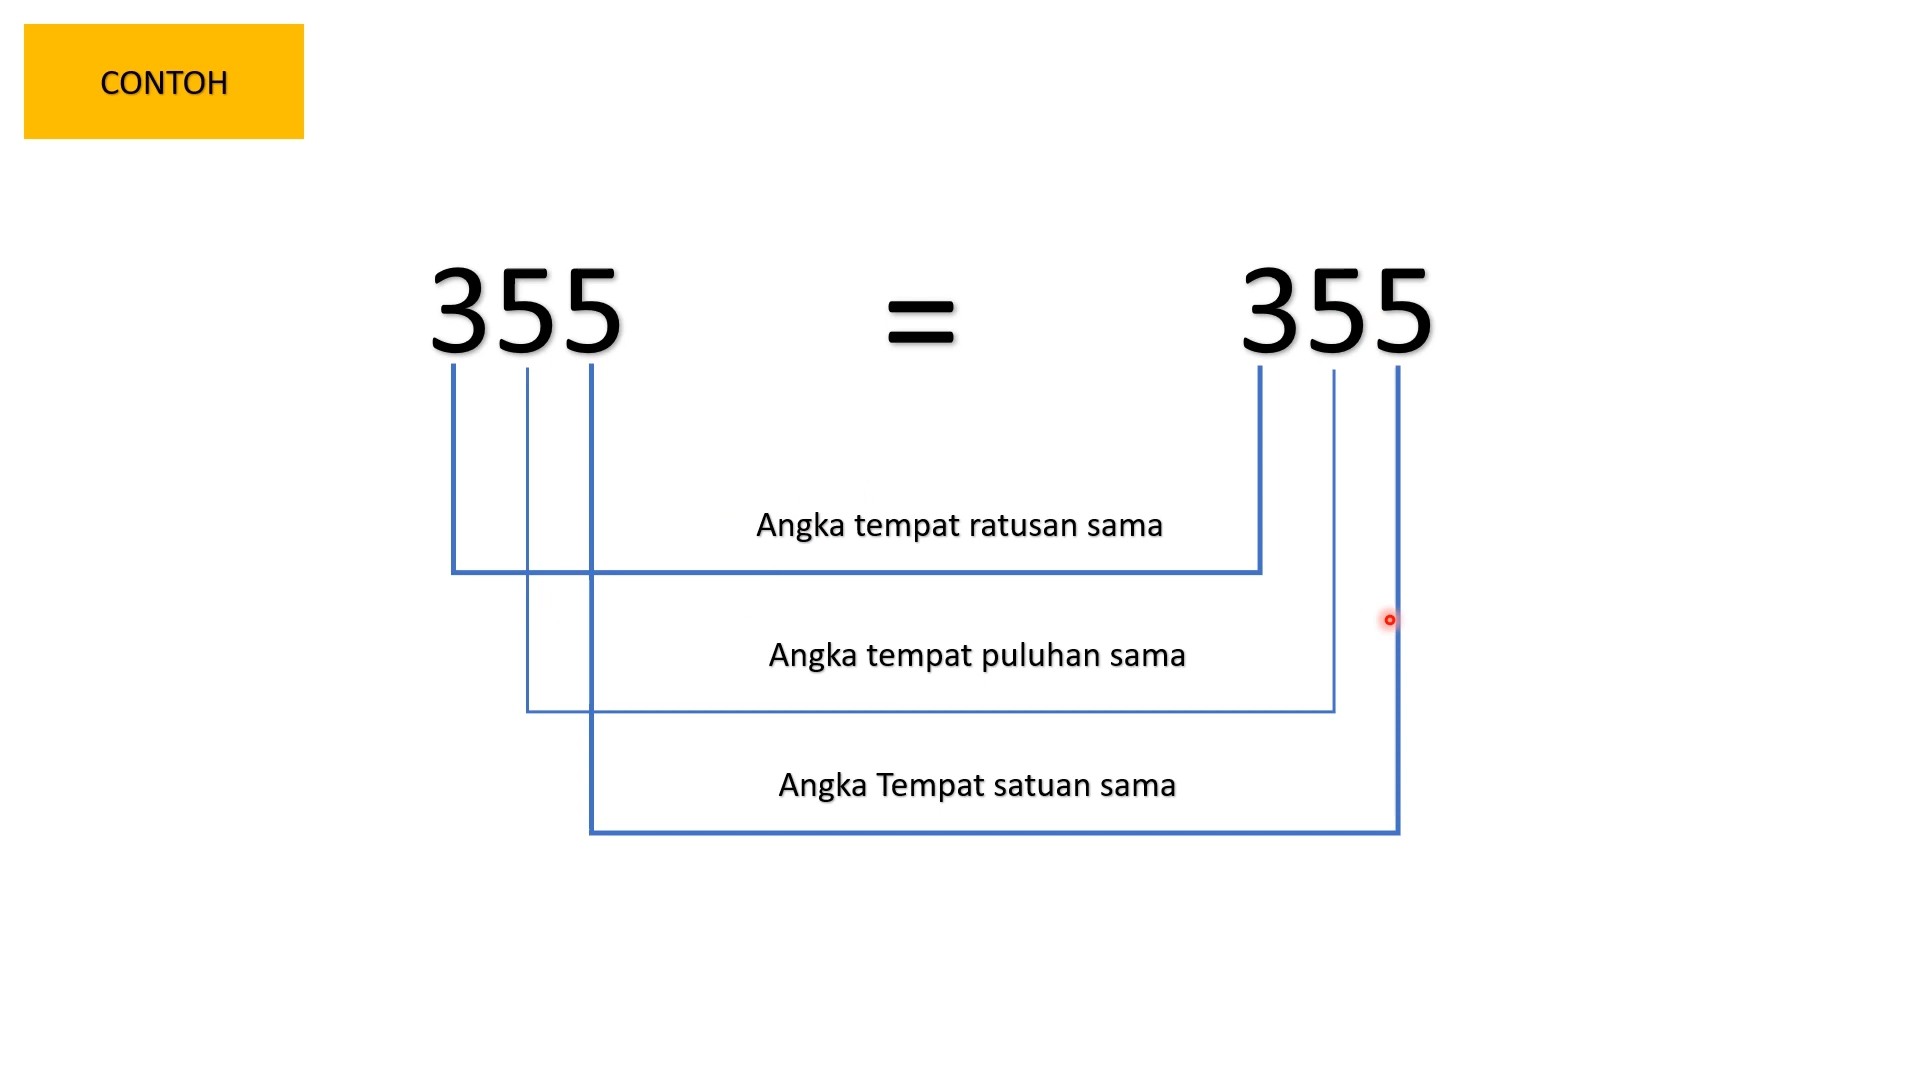 CONTOH
355 = 355
Angka tempat ratusan sama
Angka tempat puluhan sama
Angka Tempat satuan sama